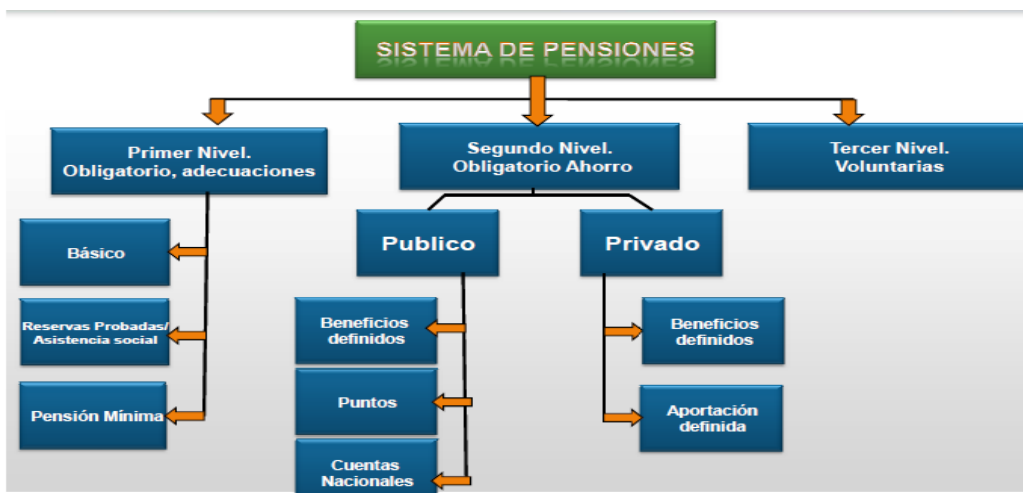 SISTEMA DE PENSIONES
Primer Nivel.
Obligatorio, adecuaciones
Segundo Nivel.
Obligatorio Ahorro
Tercer Nivel.
Voluntarias
Publico
Privado
Básico
Reservas Probadas/
Asistencia social
Pensión Mínima
Beneficios
definidos
Puntos
Cuentas
Nacionales
Beneficios
definidos
Aportación
definida